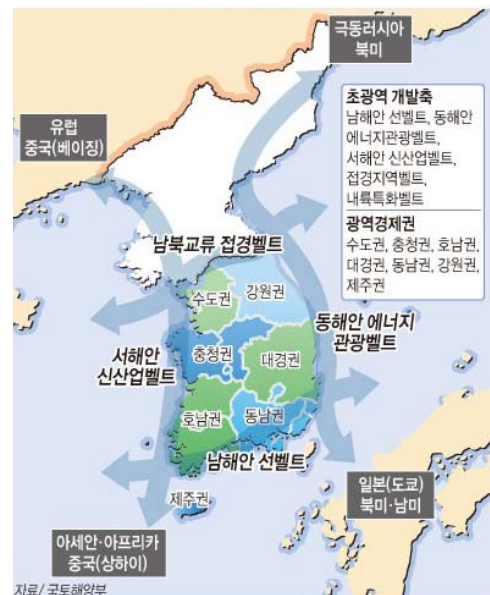 극동러시아
북미
유럽
중국(베이징)
초광역 개발축
남해안 선벨트, 동해안
에너지관광벨트,
서해안 신산업벨트,
접경지역벨트,
내륙특화벨트
광역경제권
수도권, 충청권, 호남권,
대경권, 동남권, 강원권,
제주권
남북교류 접경벨트
수도권
강원권
동해안 에너지
관광벨트
서해안
신산업벨트
충청권
대경권
호남권
동남권
남해안 선벨트
제주권
일본(도쿄)
북미·남미
아세안·아프리카
중국(상하이)
자료/ 국토해양부